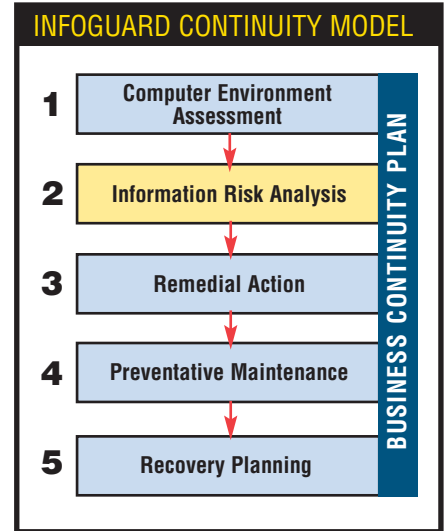 INFOGUARD CONTINUITY MODEL
1
Computer Environment
Assessment
2
Information Risk Analysis
3
Remedial Action
4
Preventative Maintenance
5
Recovery Planning
BUSINESS CONTINUITY PLAN